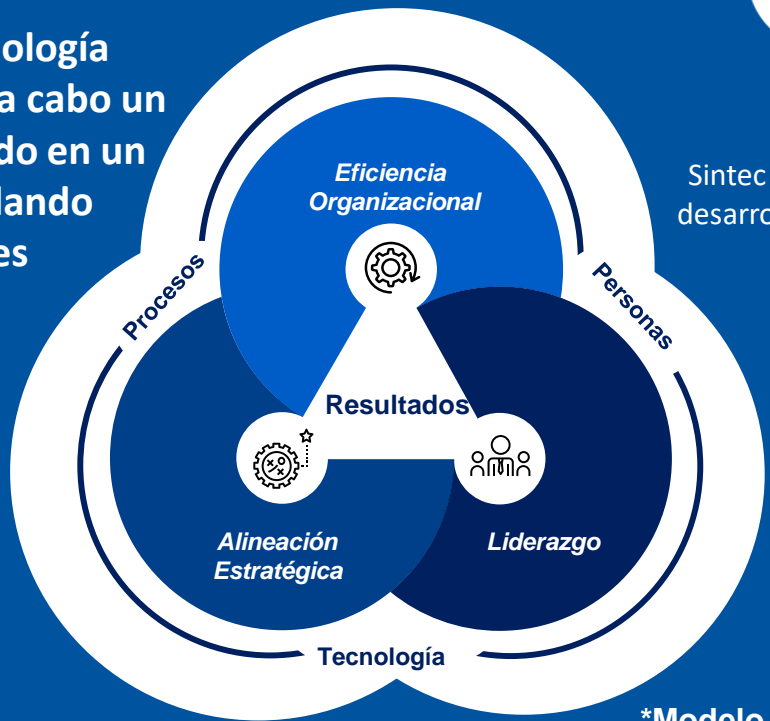 ología
a cabo un
do en un
lando
es
Sintec
desarro
Eficiencia
Organizacional
Procesos
Personas
Resultados
Alineación
Estratégica
Liderazgo
Tecnología
*Modelo